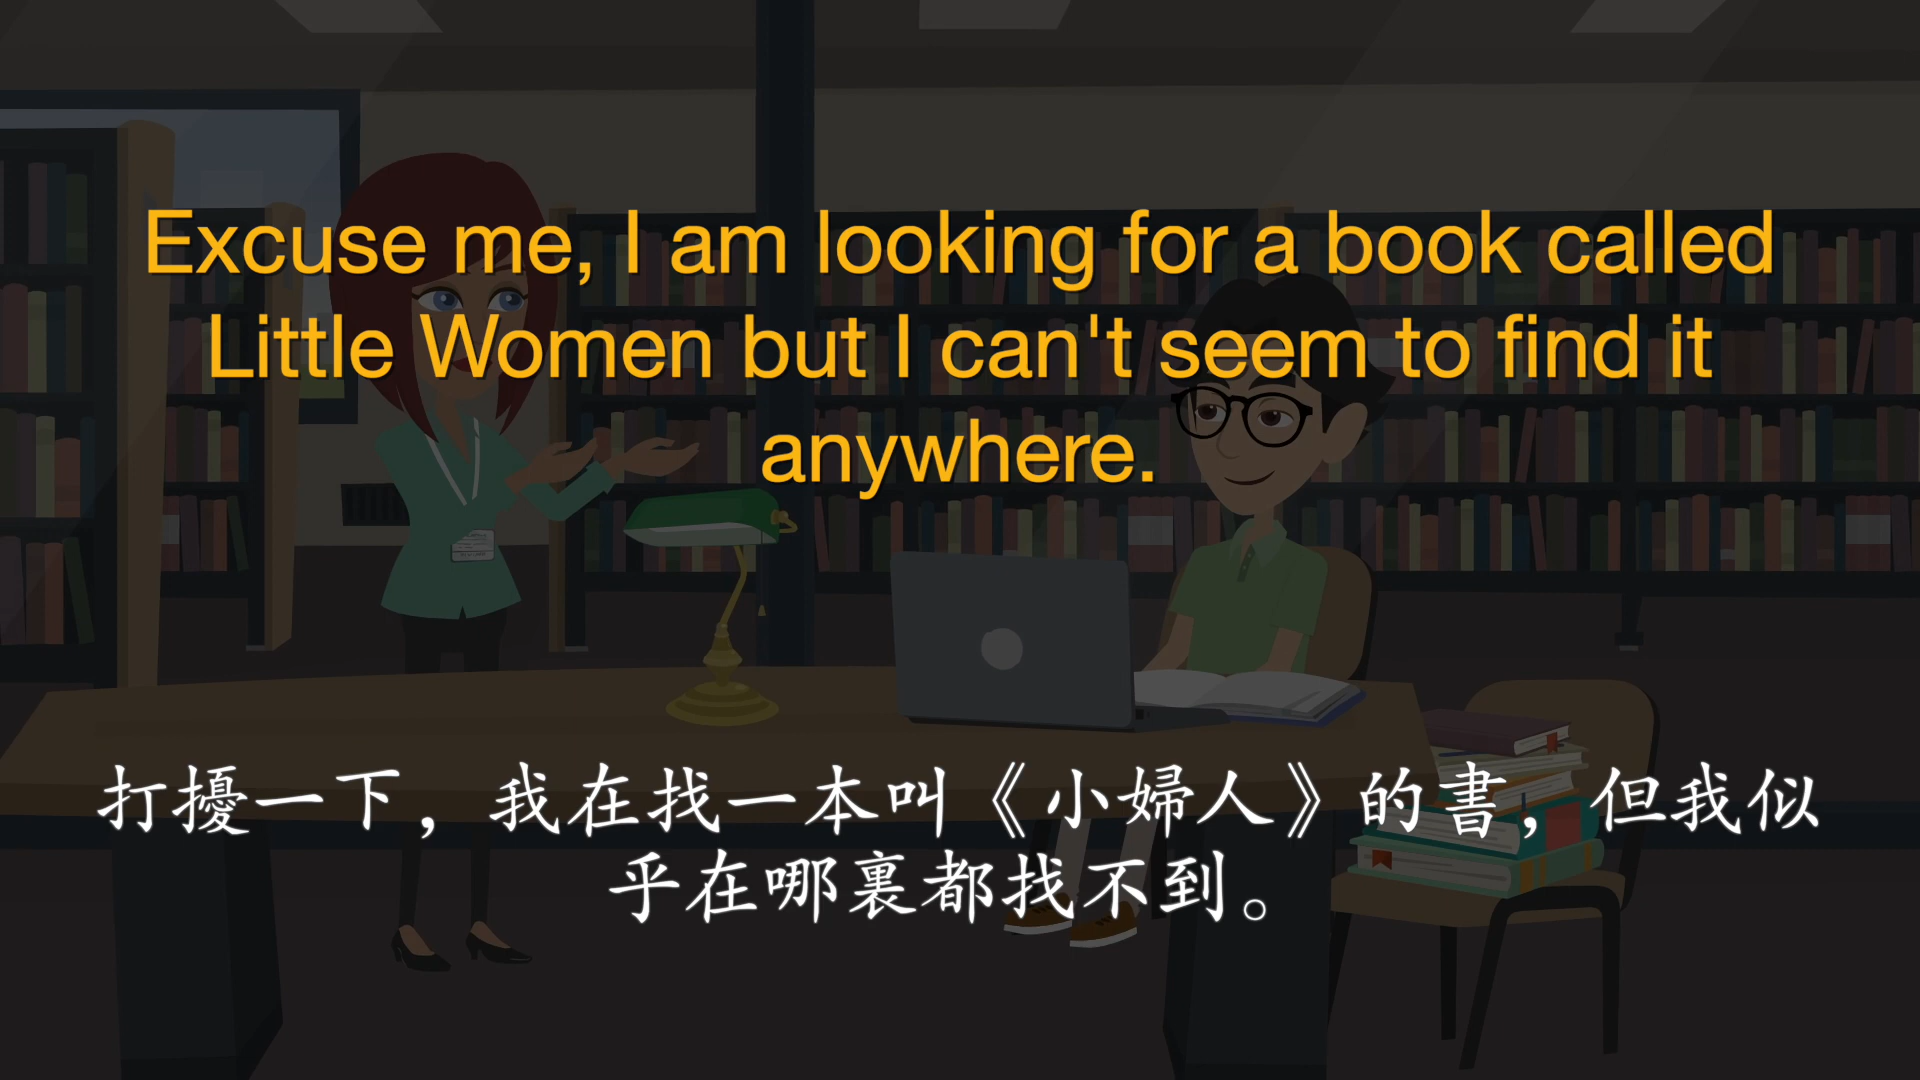 Excuse me, I am looking for a book called
Little Women but I can't seem to find it
anywhere.
打擾一下，我在找一本叫《小婦人》的書，但我似
乎在哪裏都找不到。